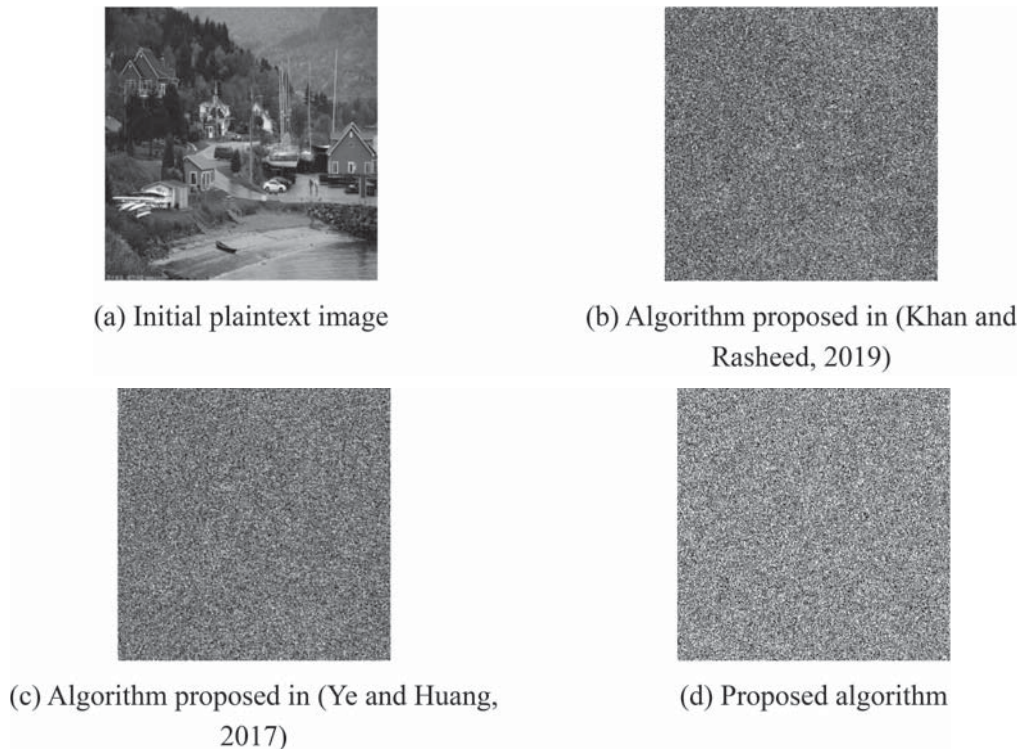 (a) Initial plaintext image
(b) Algorithm proposed in (Khan and
Rasheed, 2019)
(c) Algorithm proposed in (Ye and Huang,
2017)
(d) Proposed algorithm